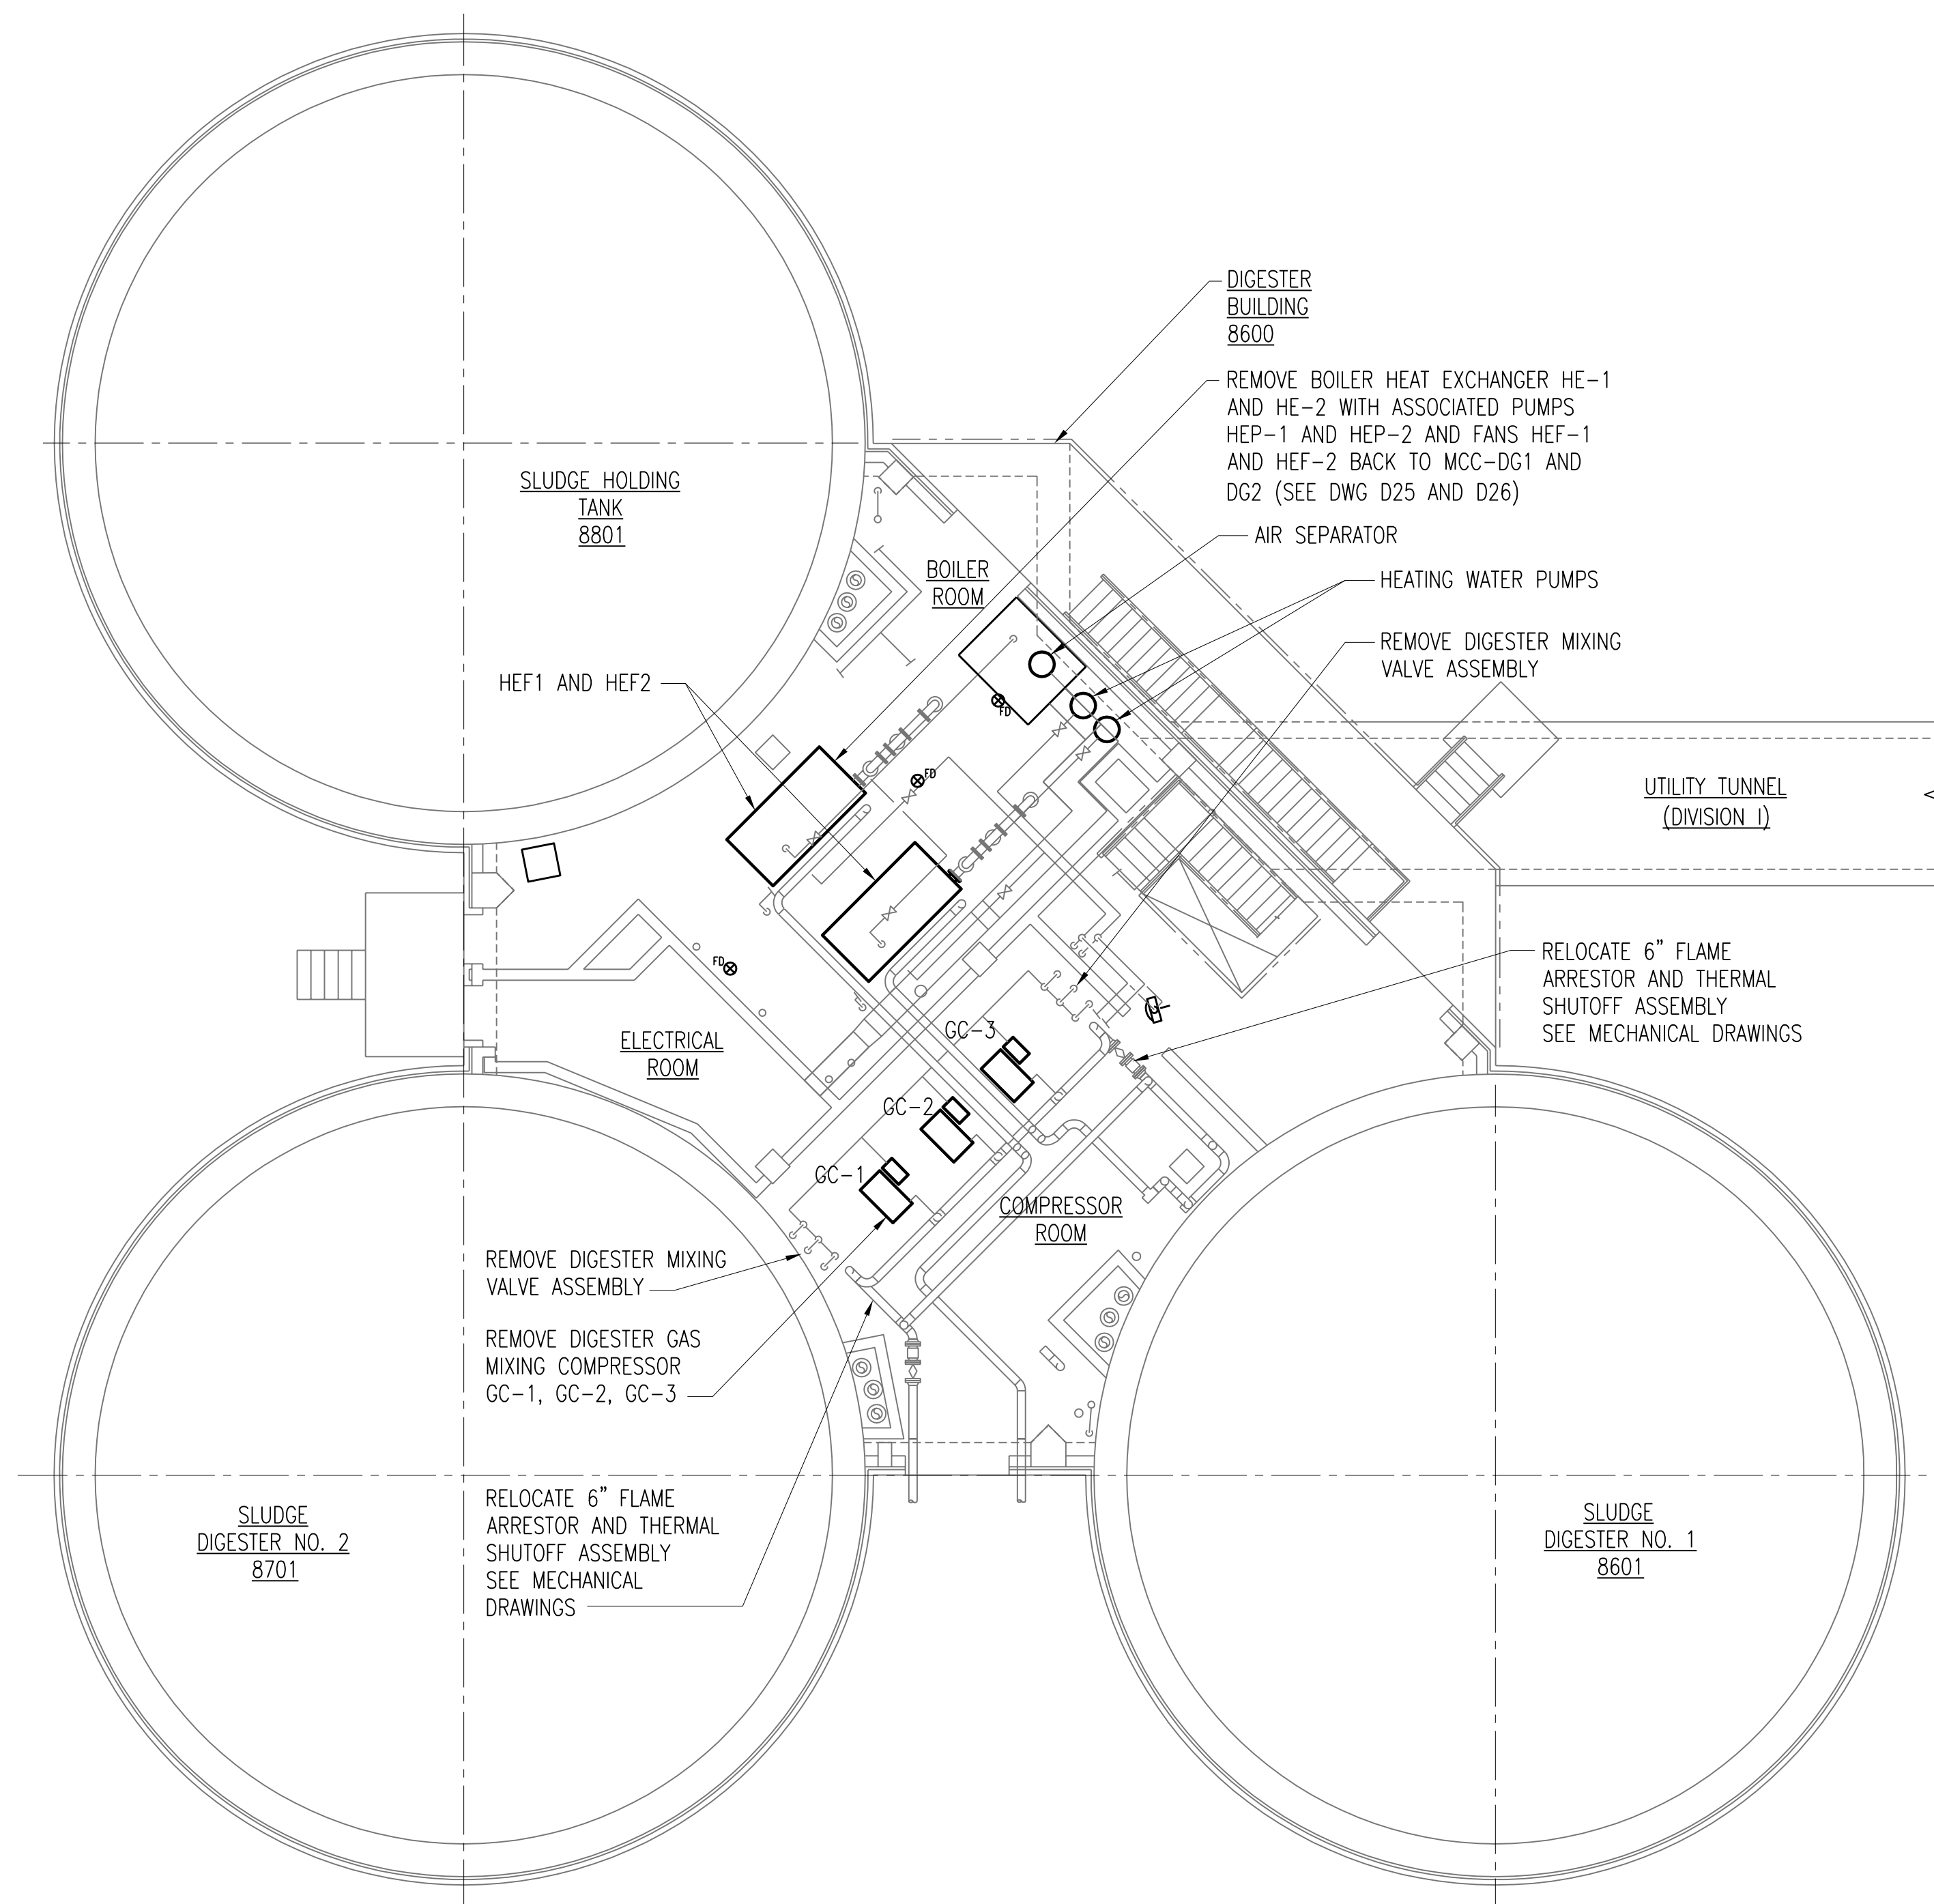 DIGESTER
BUILDING
8600
REMOVE BOILER HEAT EXCHANGER HE-1
AND HE-2 WITH ASSOCIATED PUMPS
HEP-1 AND HEP-2 AND FANS HEF-1
AND HEF-2 BACK TO MCC-DG1 AND
DG2 (SEE DWG D25 AND D26)
SLUDGE HOLDING
TANK
8801
AIR SEPARATOR
BOILER
ROOM
HEATING WATER PUMPS
REMOVE DIGESTER MIXING
VALVE ASSEMBLY
HEF1 AND HEF2
FD
FD
UTILITY TUNNEL
(DIVISION I)
FD
RELOCATE 6" FLAME
ARRESTOR AND THERMAL
SHUTOFF ASSEMBLY
SEE MECHANICAL DRAWINGS
GC-3
ELECTRICAL
ROOM
GC-2
GC-1
COMPRESSOR
ROOM
REMOVE DIGESTER MIXING
VALVE ASSEMBLY
REMOVE DIGESTER GAS
MIXING COMPRESSOR
GC-1, GC-2, GC-3
RELOCATE 6" FLAME
ARRESTOR AND THERMAL
SHUTOFF ASSEMBLY
SEE MECHANICAL
DRAWINGS
SLUDGE
DIGESTER NO. 2
8701
SLUDGE
DIGESTER NO. 1
8601